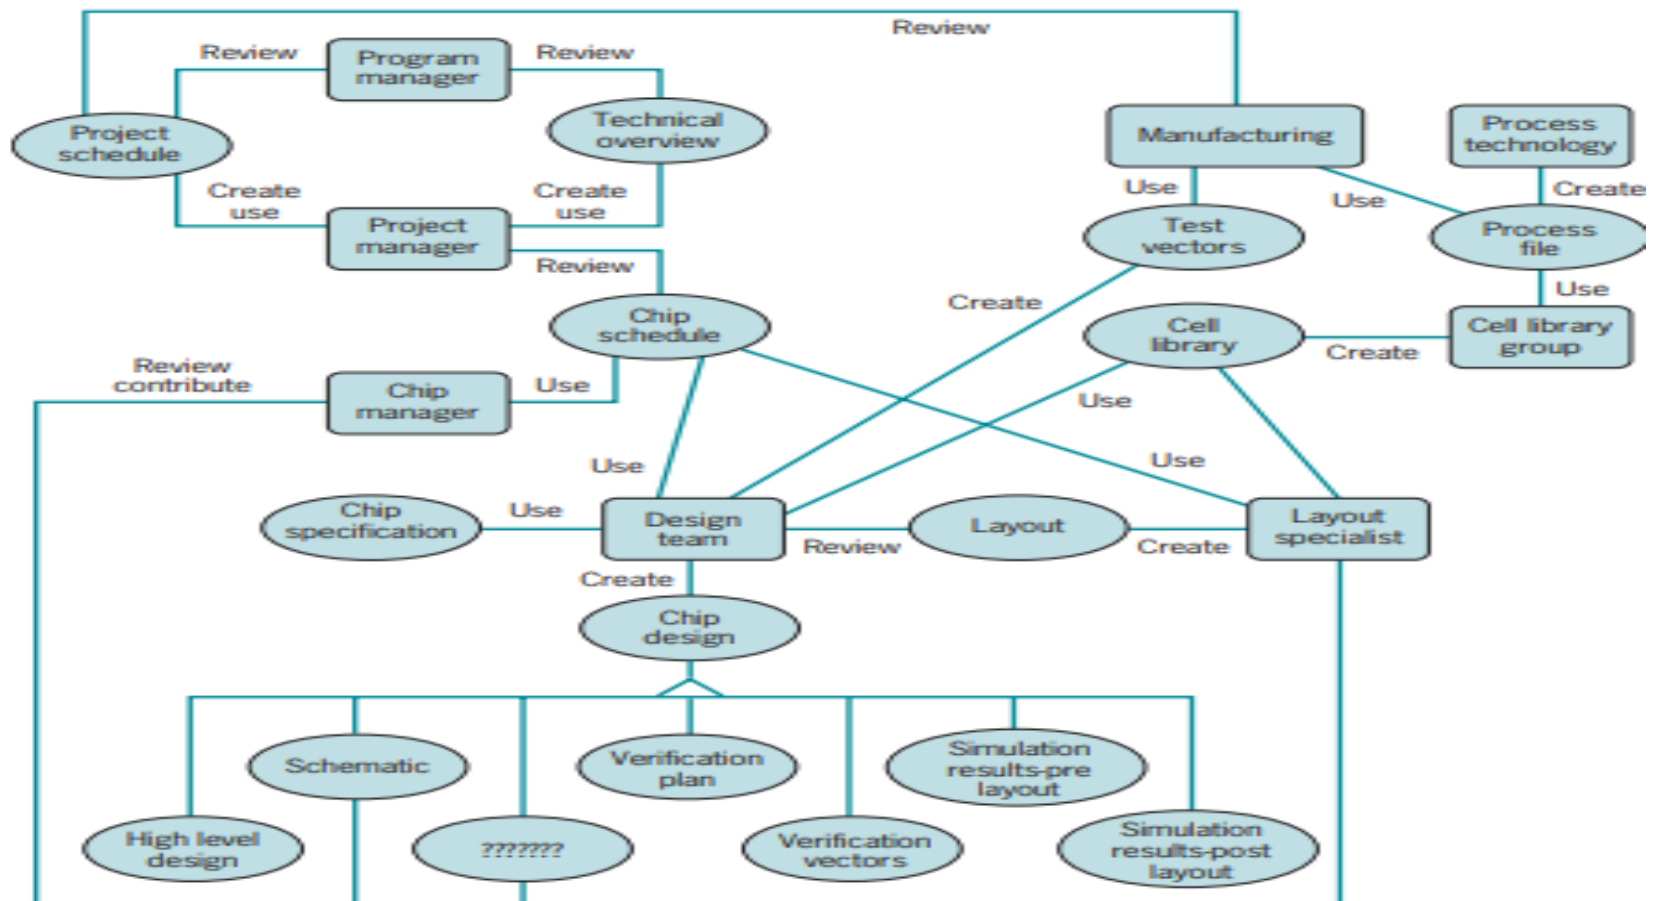 Review
Review
Program
manager
Review
Project
schedule
Technical
overview
Manufacturing
Process
technology
Create
use
Create
use
Use
Use
Create
Project
manager
Test
vectors
Process
file
Review
Use
Create
Chip
schedule
Cell
library
Cell library
group
Create
Review
contribute
Chip
manager
Use
Use
Use
Use
Chip
specification
Use
Design
team
Review
Layout
Create
Layout
specialist
Create
Chip
design
Schematic
Verification
plan
Simulation
results-pre
layout
High level
design
???????
Verification
vectors
Simulation
results-post
layout